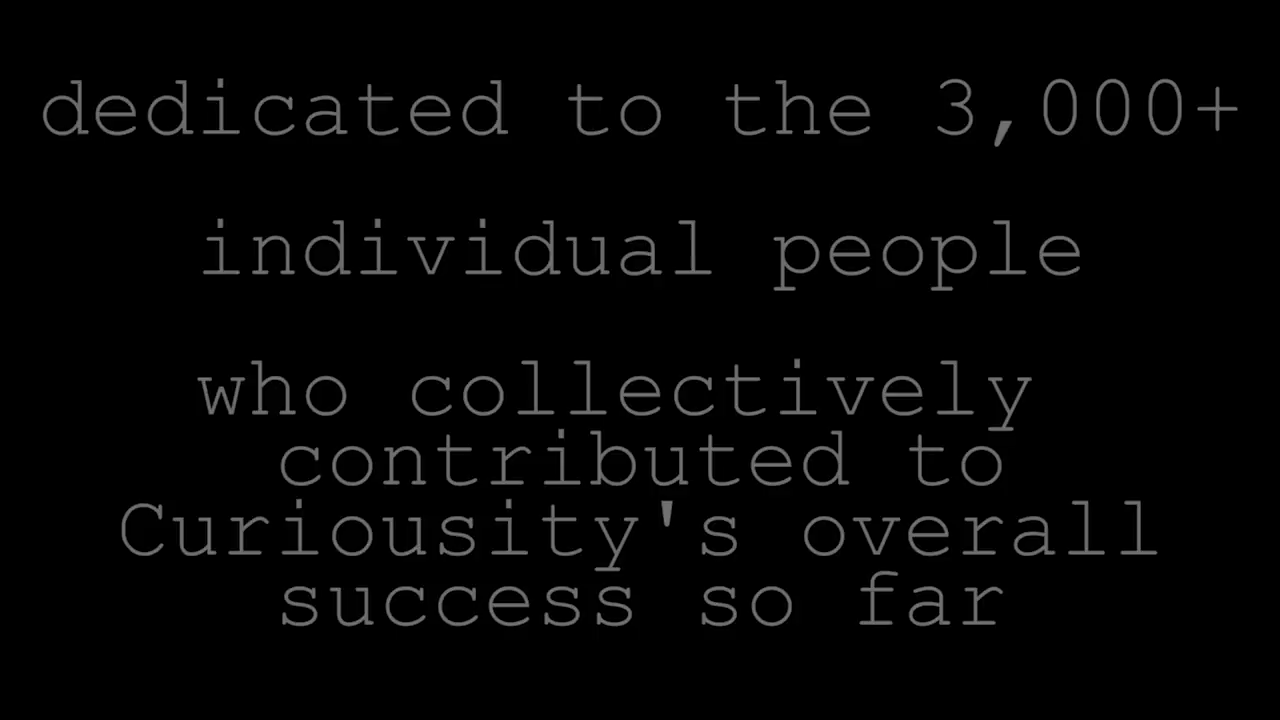 dedicated to the 3,000+
individual people
who collectively
contributed to
Curiousity's overall
success so far